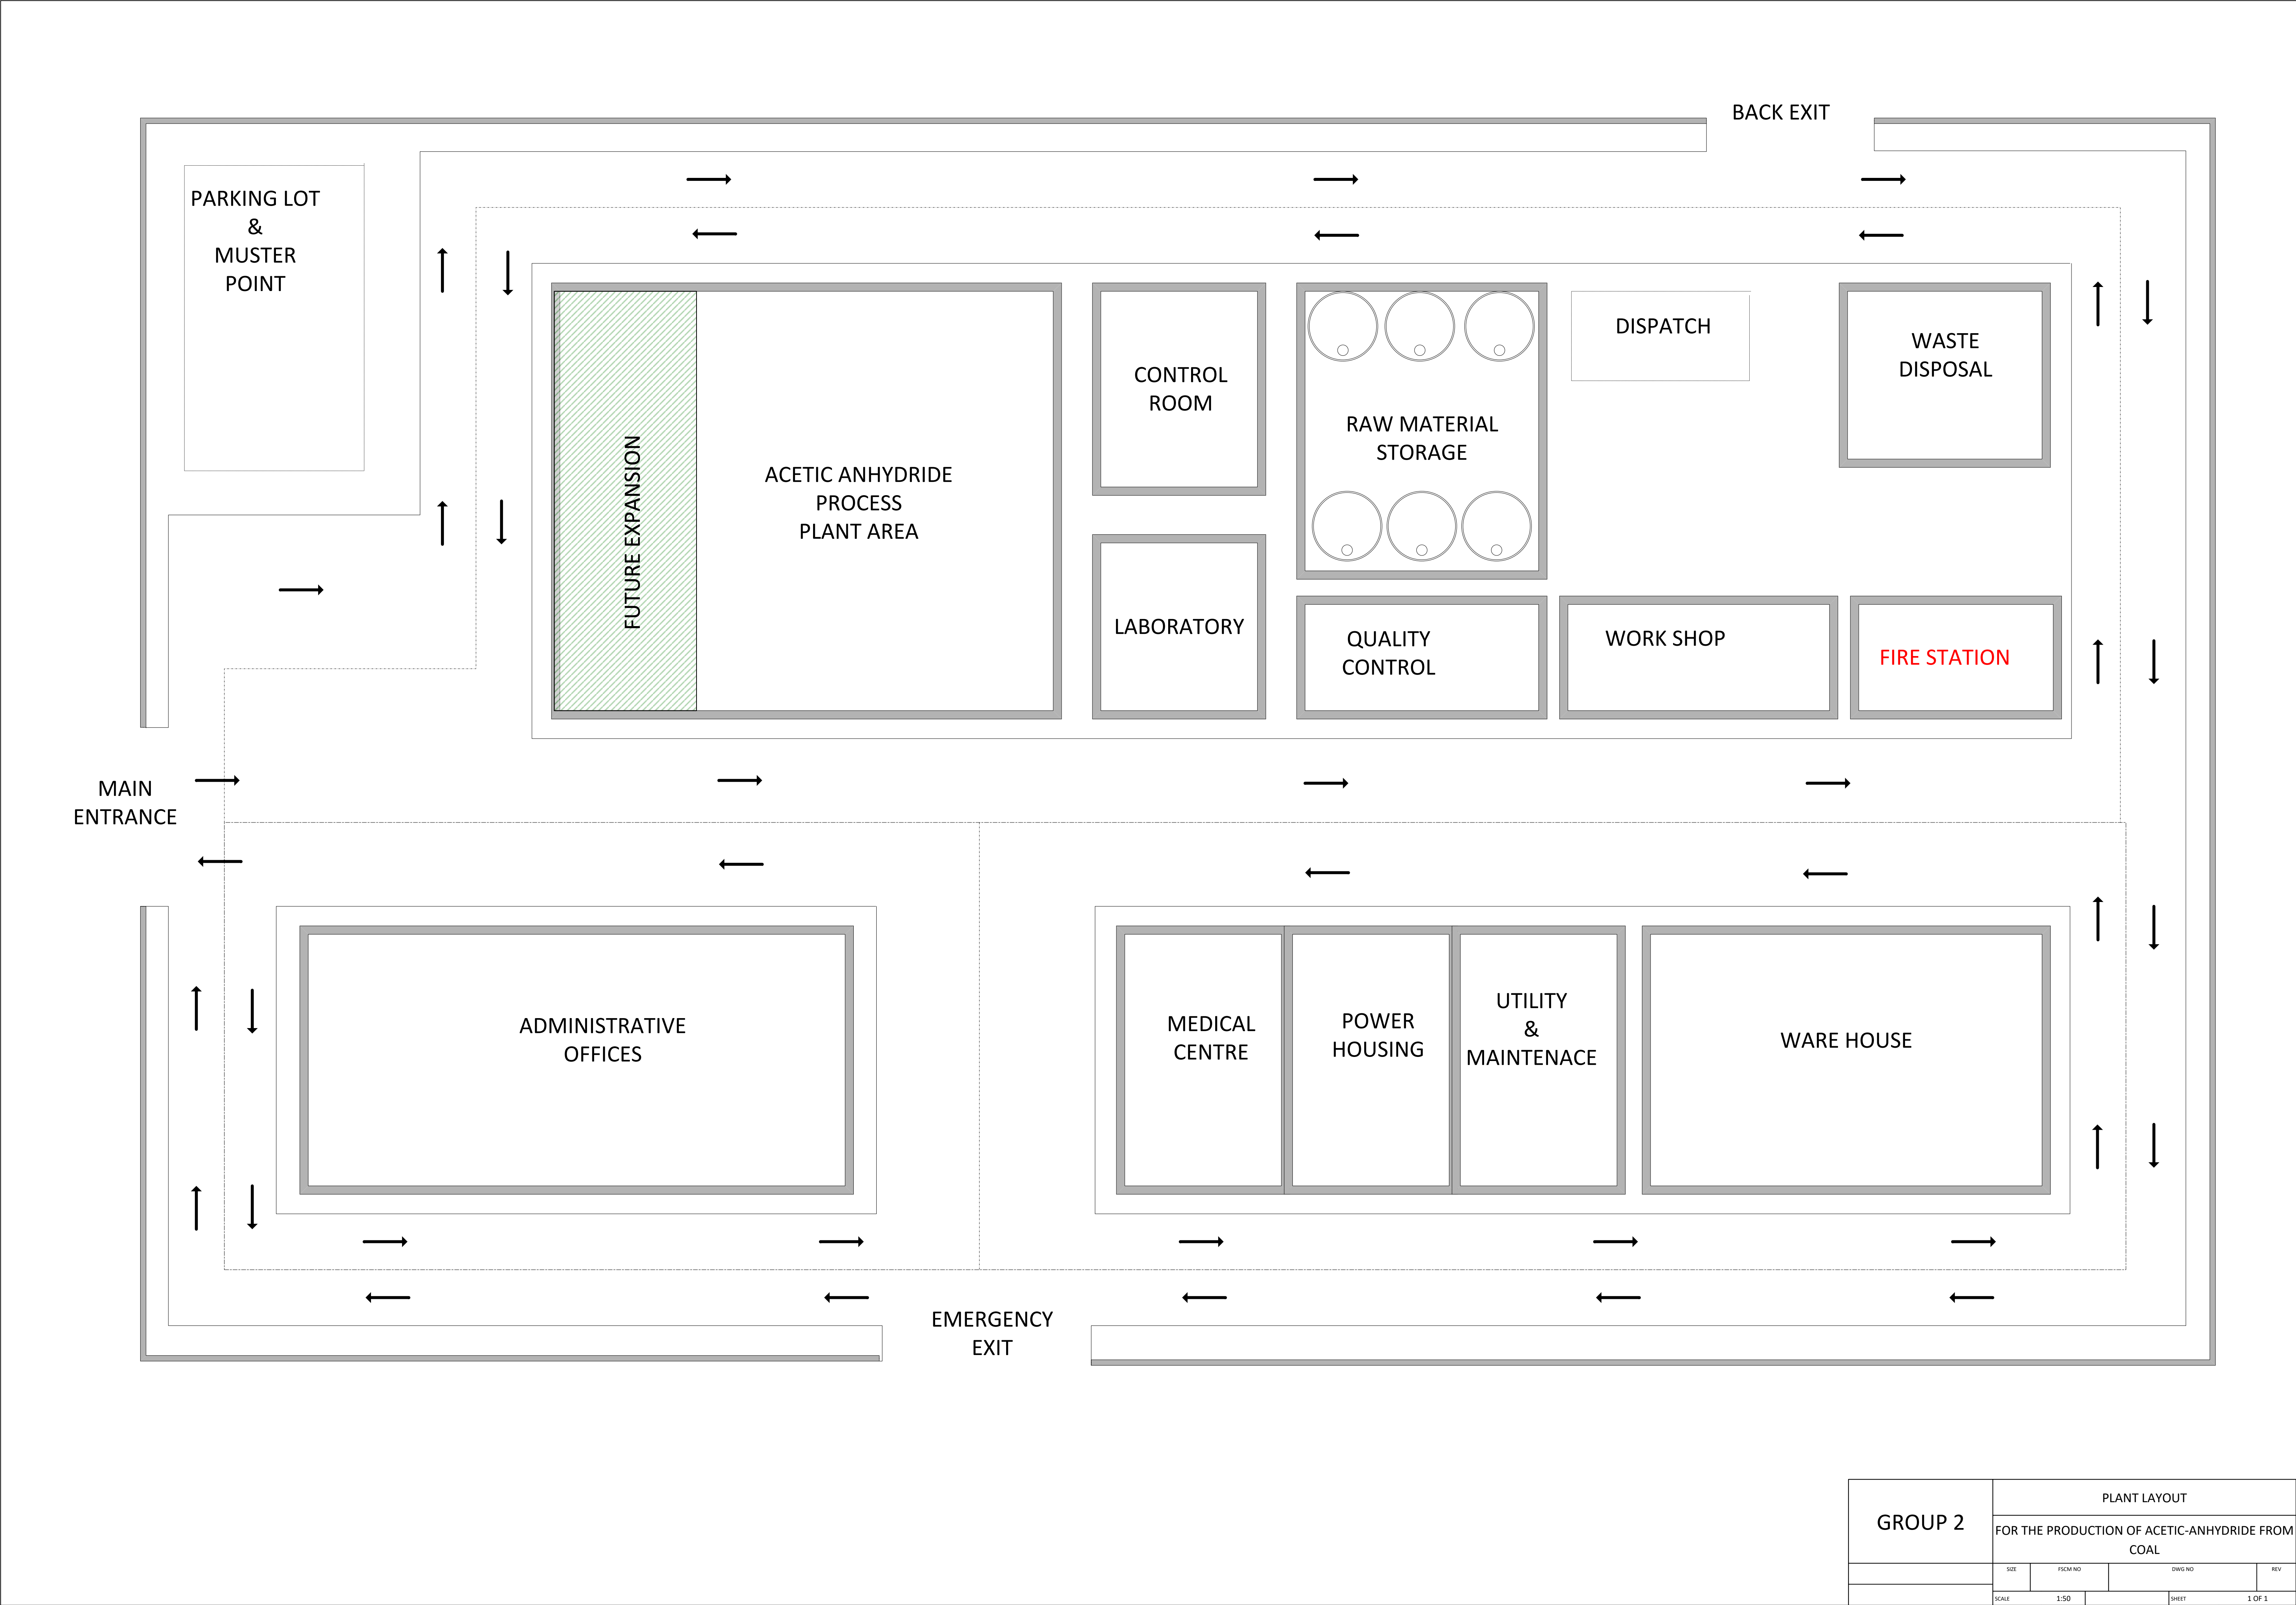 BACK EXIT
PARKING LOT
&
MUSTER
POINT
FUTURE EXPANSION
ACETIC ANHYDRIDE
PROCESS
PLANT AREA
CONTROL
ROOM
RAW MATERIAL
STORAGE
DISPATCH
WASTE
DISPOSAL
LABORATORY
QUALITY
CONTROL
WORK SHOP
FIRE STATION
MAIN
ENTRANCE
ADMINISTRATIVE
OFFICES
MEDICAL
CENTRE
POWER
HOUSING
UTILITY
&
MAINTENACE
WARE HOUSE
EMERGENCY
EXIT
GROUP 2
PLANT LAYOUT
FOR THE PRODUCTION OF ACETIC-ANHYDRIDE FROM
COAL
SIZE FSCM NO DWG NO REV
SCALE 1:50 SHEET 1 OF 1